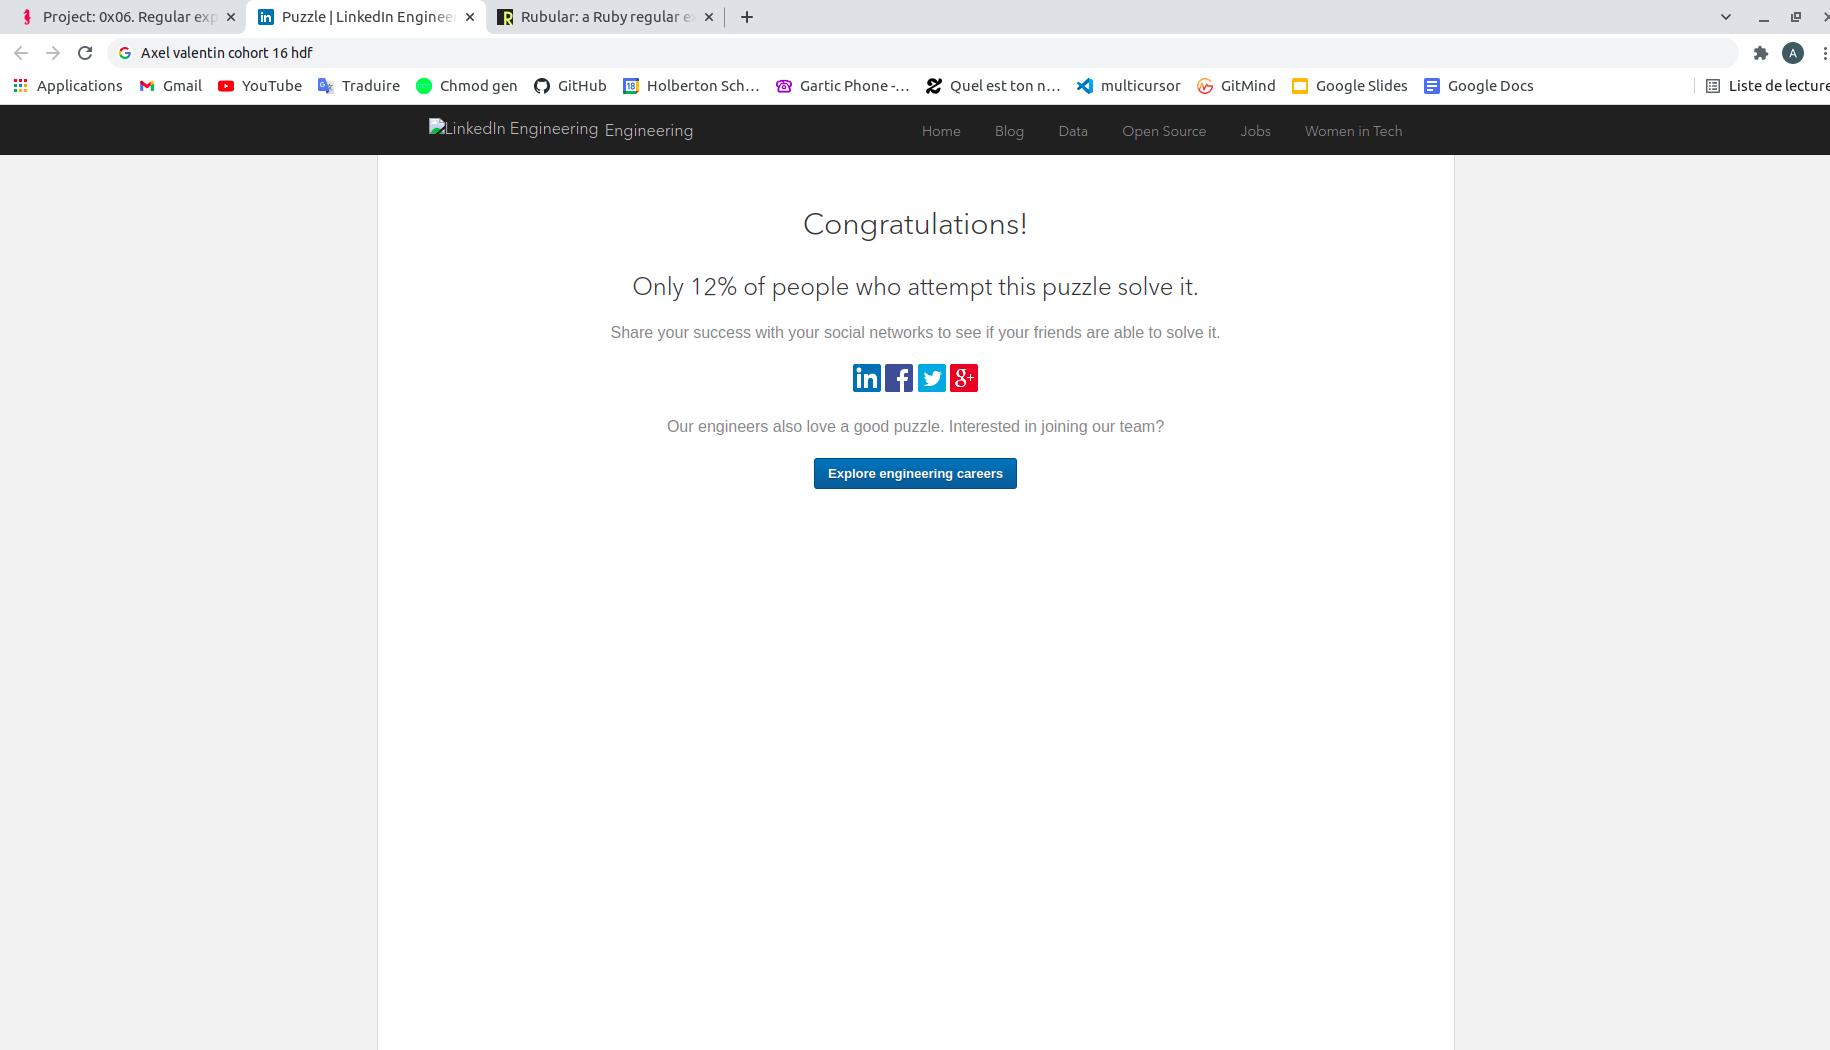 Project: 0x06. Regular exp
Puzzle | LinkedIn Engineer
Rubular: a Ruby regular ex
Axel valentin cohort 16 hdf
A
Applications
Gmail
YouTube
Traduire
Chmod gen
GitHub
18
Holberton Sch…
Gartic Phone -…
Quel est ton n…
multicursor
GitMind
Google Slides
Google Docs
Liste de lecture
LinkedIn Engineering Engineering
Home
Blog
Data
Open Source
Jobs
Women in Tech
Congratulations!
Only 12% of people who attempt this puzzle solve it.
Share your success with your social networks to see if your friends are able to solve it.
in f g+
Our engineers also love a good puzzle. Interested in joining our team?
Explore engineering careers